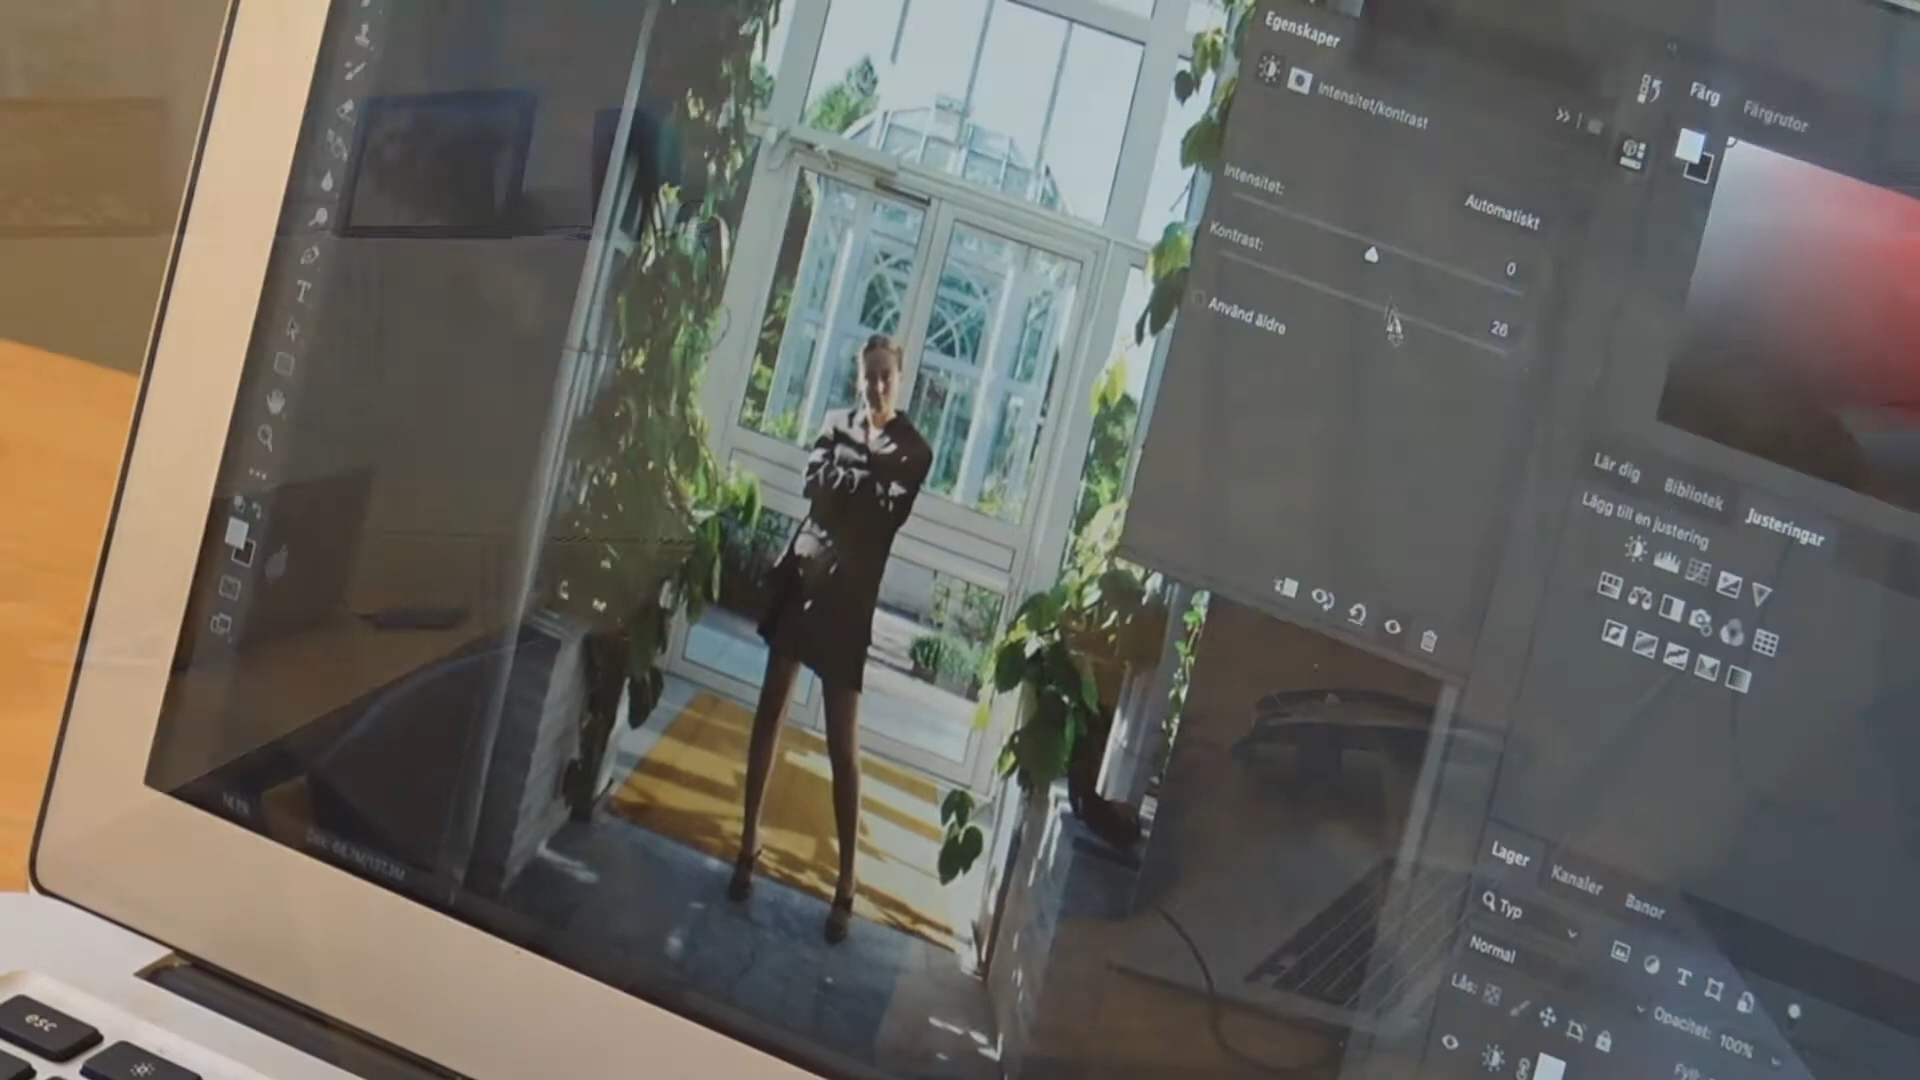 Egenskaper
Intensitet/kontrast
Intensitet:
Automatiskt
0
Kontrast:
26
Använd äldre
Färg
Färgrutor
Lär dig
Bibliotek
Justeringar
Lägg till en justering
Lager
Kanaler
Banor
Typ
Normal
Lås:
Opacitet: 100%
T
T
esc